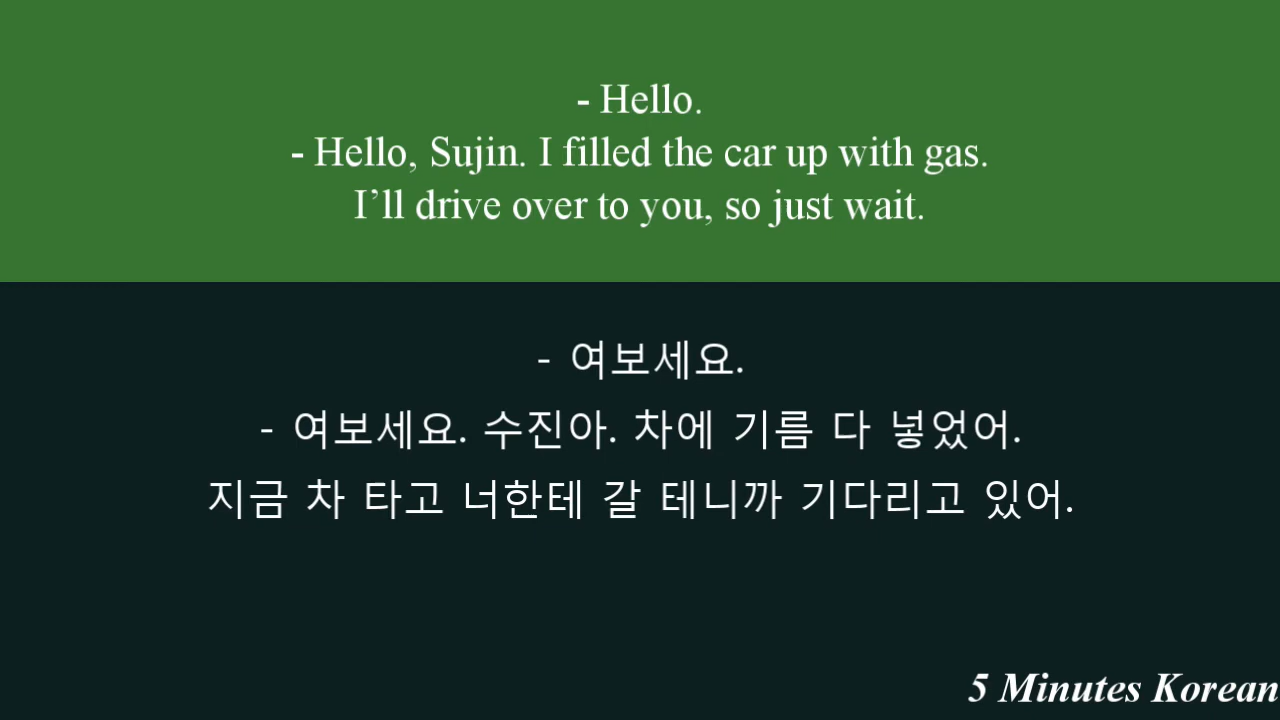 - Hello.
- Hello, Sujin. I filled the car up with gas.
I’ll drive over to you, so just wait.
- 여보세요.
- 여보세요. 수진아. 차에 기름 다 넣었어.
지금 차 타고 너한테 갈 테니까 기다리고 있어.
5 Minutes Korean